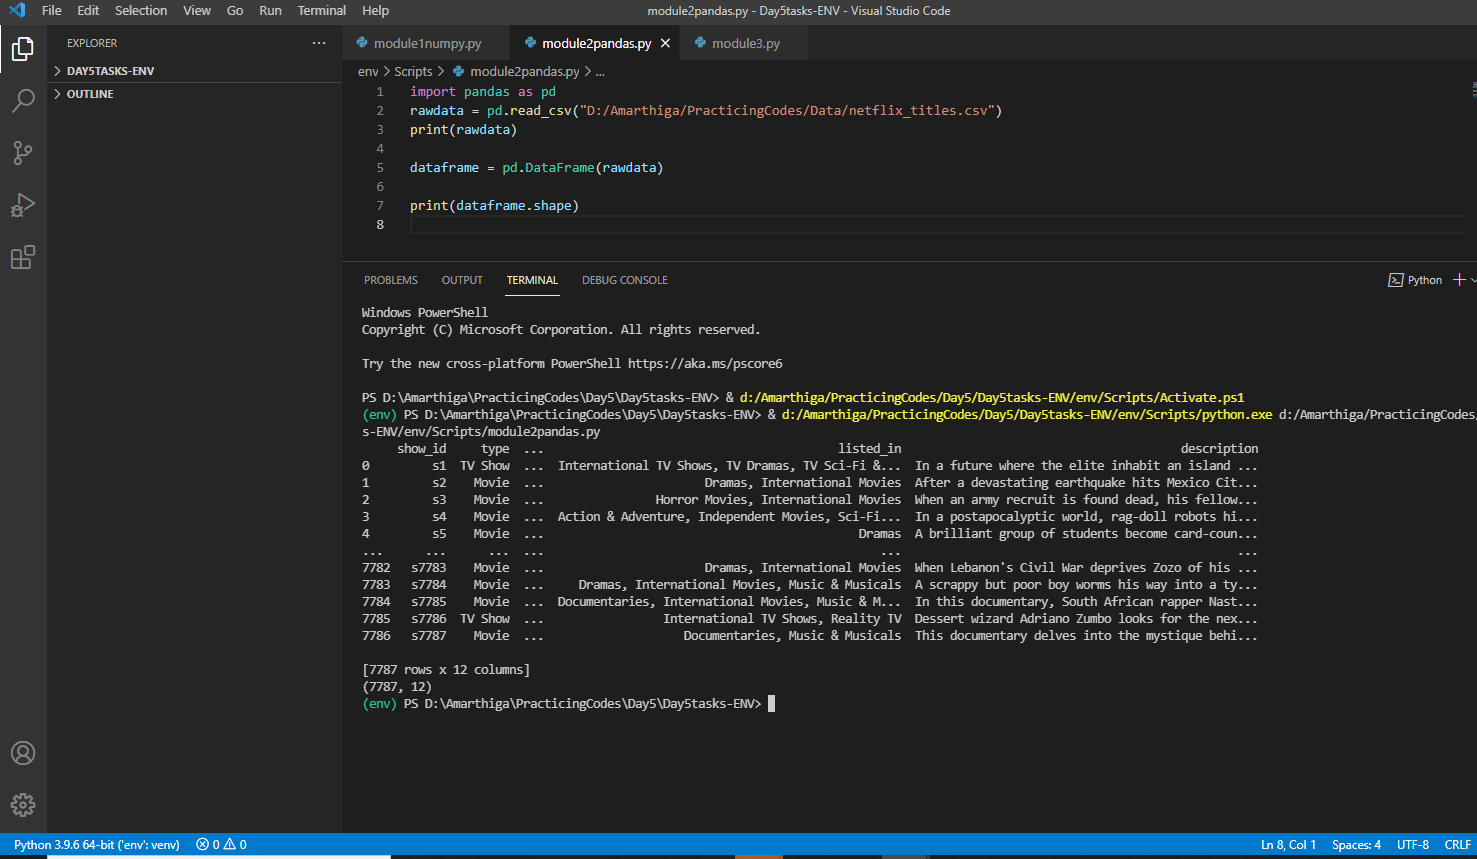 File Edit Selection View Go Run Terminal Help
module2pandas.py - Day5tasks-ENV - Visual Studio Code
EXPLORER ...
DAY5TASKS-ENV
OUTLINE
module1numpy.py module2pandas.py module3.py
env > Scripts > module2pandas.py > ...
1 import pandas as pd
2 rawdata = pd.read_csv("D:/Amarthiga/PracticingCodes/Data/netflix_titles.csv")
3 print(rawdata)
4
5 dataframe = pd.DataFrame(rawdata)
6
7 print(dataframe.shape)
8
PROBLEMS OUTPUT TERMINAL DEBUG CONSOLE
Python
Windows PowerShell
Copyright (C) Microsoft Corporation. All rights reserved.
Try the new cross-platform PowerShell https://aka.ms/pscore6
PS D:\Amarthiga\PracticingCodes\Day5\Day5tasks-ENV> & d:/Amarthiga/PracticingCodes/Day5/Day5tasks-ENV/env/Scripts/Activate.ps1
(env) PS D:\Amarthiga\PracticingCodes\Day5\Day5tasks-ENV> & d:/Amarthiga/PracticingCodes/Day5/Day5tasks-ENV/env/Scripts/python.exe d:/Amarthiga/PracticingCodes/
s-ENV/env/Scripts/module2pandas.py
show_id type ... listed_in description
0 s1 TV Show ... International TV Shows, TV Dramas, TV Sci-Fi &... In a future where the elite inhabit an island ...
1 s2 Movie ... Dramas, International Movies After a devastating earthquake hits Mexico Cit...
2 s3 Movie ... Horror Movies, International Movies When an army recruit is found dead, his fellow...
3 s4 Movie ... Action & Adventure, Independent Movies, Sci-Fi... In a postapocalyptic world, rag-doll robots hi...
4 s5 Movie ... Dramas A brilliant group of students become card-coun...
... ... ... ... ... ...
7782 s7783 Movie ... Dramas, International Movies When Lebanon's Civil War deprives Zozo of his ...
7783 s7784 Movie ... Dramas, International Movies, Music & Musicals A scrappy but poor boy worms his way into a ty...
7784 s7785 Movie ... Documentaries, International Movies, Music & M... In this documentary, South African rapper Nast...
7785 s7786 TV Show ... International TV Shows, Reality TV Dessert wizard Adriano Zumbo looks for the nex...
7786 s7787 Movie ... Documentaries, Music & Musicals This documentary delves into the mystique behi...
[7787 rows x 12 columns]
(7787, 12)
(env) PS D:\Amarthiga\PracticingCodes\Day5\Day5tasks-ENV>
Python 3.9.6 64-bit ('env': venv) 0 0 Ln 8, Col 1 Spaces: 4 UTF-8 CRLF